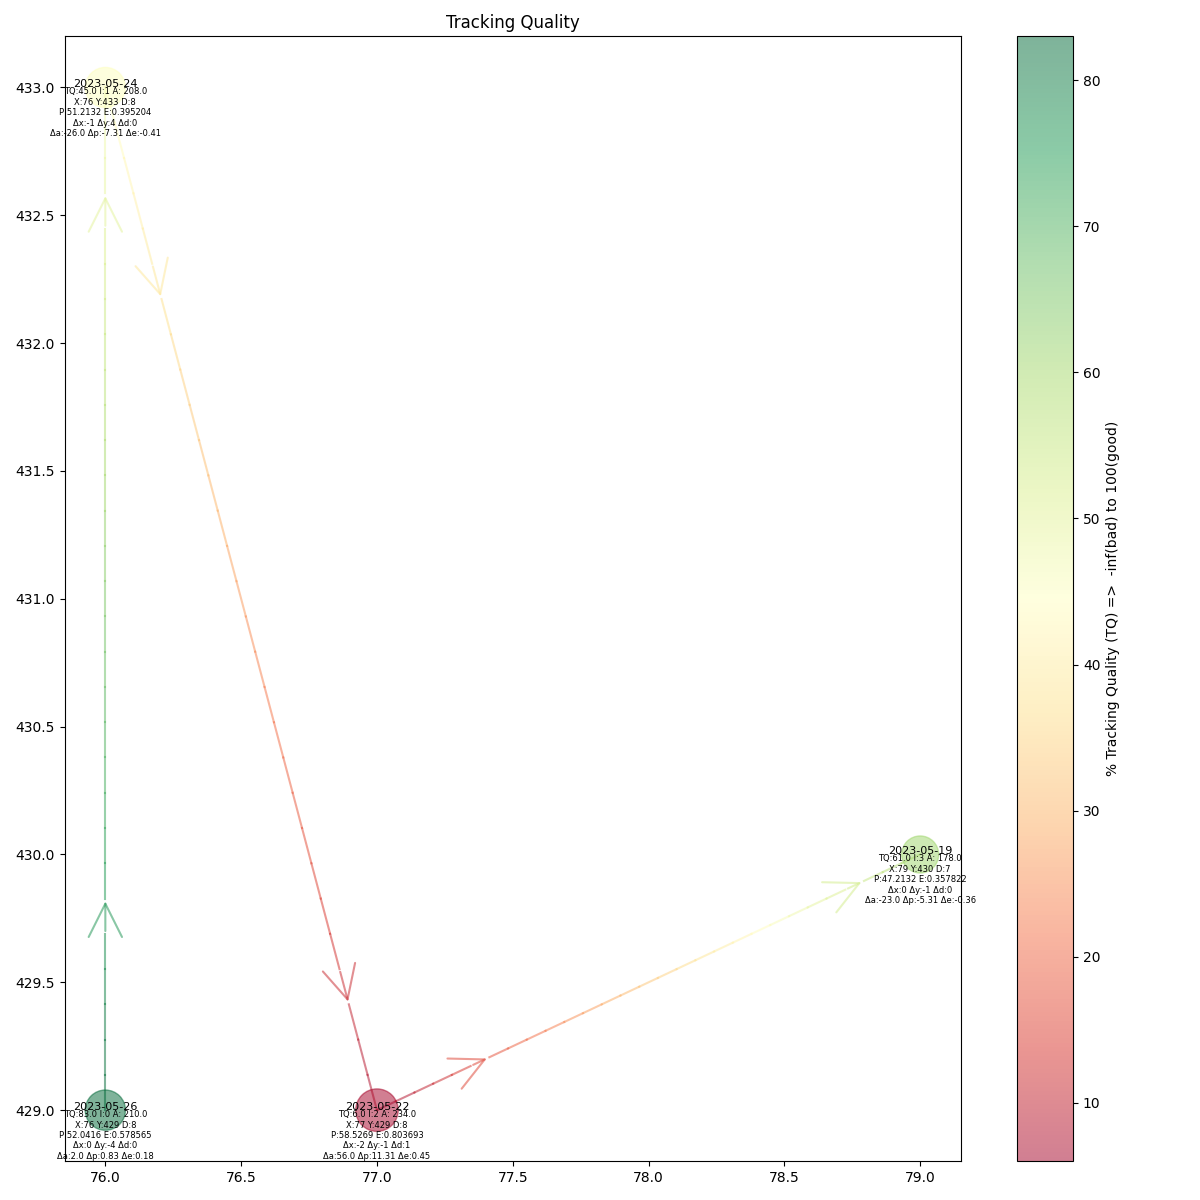 Tracking Quality
433.0
432.5
432.0
431.5
431.0
430.5
430.0
429.5
429.0
2023-05-24
TQ:45.0 I:1 A: 208.0
X:76 Y:433 D:8
P:51.2132 E:0.395204
Δx:-1 Δy:4 Δd:0
Δa:-26.0 Δp:-7.31 Δe:-0.41
2023-05-19
TQ:61.0 I:3 A: 178.0
X:79 Y:430 D:7
P:47.2132 E:0.357822
Δx:0 Δy:-1 Δd:0
Δa:-23.0 Δp:-5.31 Δe:-0.36
2023-05-26
TQ:83.0 I:0 A: 210.0
X:76 Y:429 D:8
P:52.0416 E:0.578565
Δx:0 Δy:-4 Δd:0
Δa:2.0 Δp:0.83 Δe:0.18
2023-05-22
TQ:6.0 I:2 A: 234.0
X:77 Y:429 D:8
P:58.5269 E:0.803693
Δx:-2 Δy:-1 Δd:1
Δa:56.0 Δp:11.31 Δe:0.45
76.0 76.5 77.0 77.5 78.0 78.5 79.0
80
70
60
50
40
30
20
10
% Tracking Quality (TQ) => -inf(bad) to 100(good)